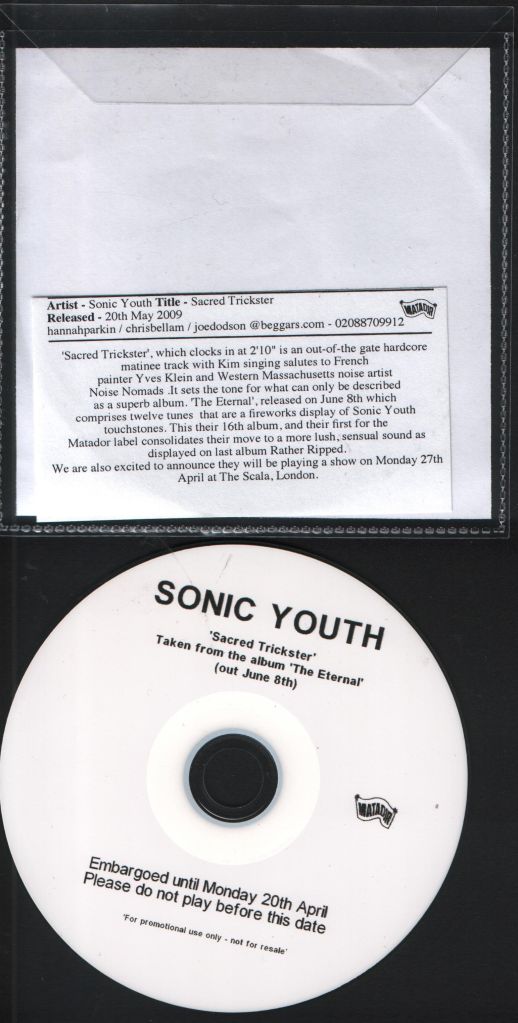 Artist - Sonic Youth Title - Sacred Trickster
Released - 20th May 2009
hannahparkin / chrisbellam / joedodson @beggars.com - 02088709912
MATADOR
'Sacred Trickster', which clocks in at 2'10" is an out-of-the gate hardcore
matinee track with Kim singing salutes to French
painter Yves Klein and Western Massachusetts noise artist
Noise Nomads .It sets the tone for what can only be described
as a superb album. 'The Eternal', released on June 8th which
comprises twelve tunes that are a fireworks display of Sonic Youth
touchstones. This their 16th album, and their first for the
Matador label consolidates their move to a more lush, sensual sound as
displayed on last album Rather Ripped.
We are also excited to announce they will be playing a show on Monday 27th
April at The Scala, London.
SONIC YOUTH
'Sacred Trickster'
Taken from the album 'The Eternal'
(out June 8th)
MATADOR
Embargoed until Monday 20th April
Please do not play before this date
'For promotional use only - not for resale'